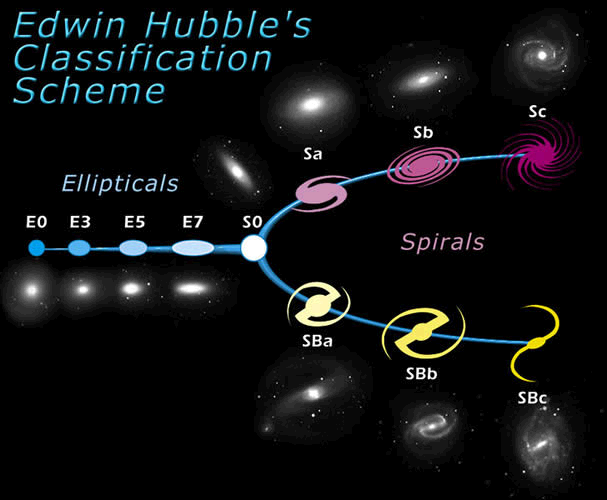 Edwin Hubble's
Classification
Scheme
Sc
Sb
Sa
Ellipticals
E0 E3 E5 E7 S0
Spirals
SBa
SBb
SBc